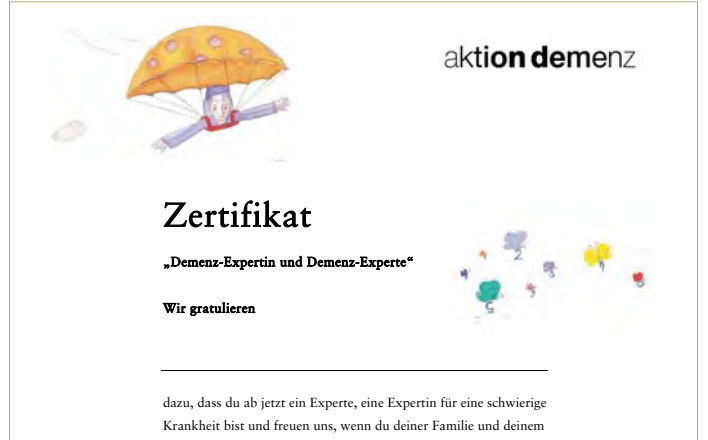 aktion demenz
Zertifikat
„Demenz-Expertin und Demenz-Experte“
Wir gratulieren
dazu, dass du ab jetzt ein Experte, eine Expertin für eine schwierige
Krankheit bist und freuen uns, wenn du deiner Familie und deinem